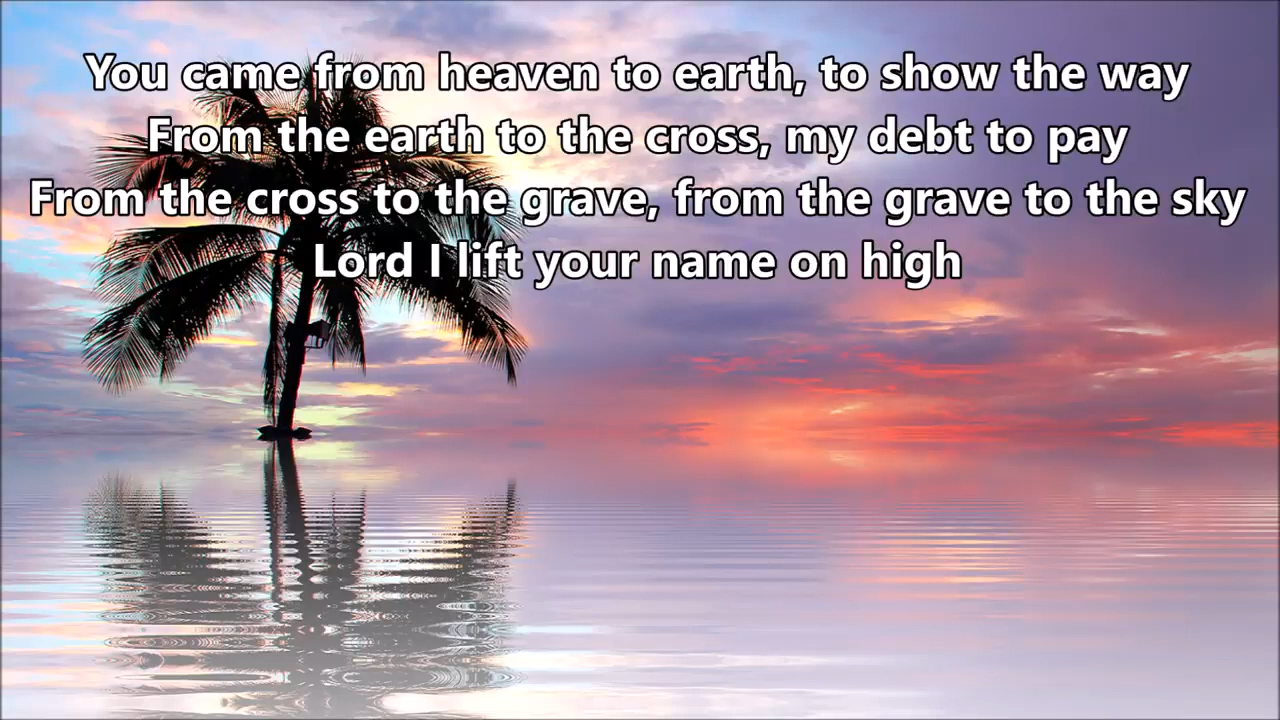 You came from heaven to earth, to show the way
From the earth to the cross, my debt to pay
From the cross to the grave, from the grave to the sky
Lord I lift your name on high